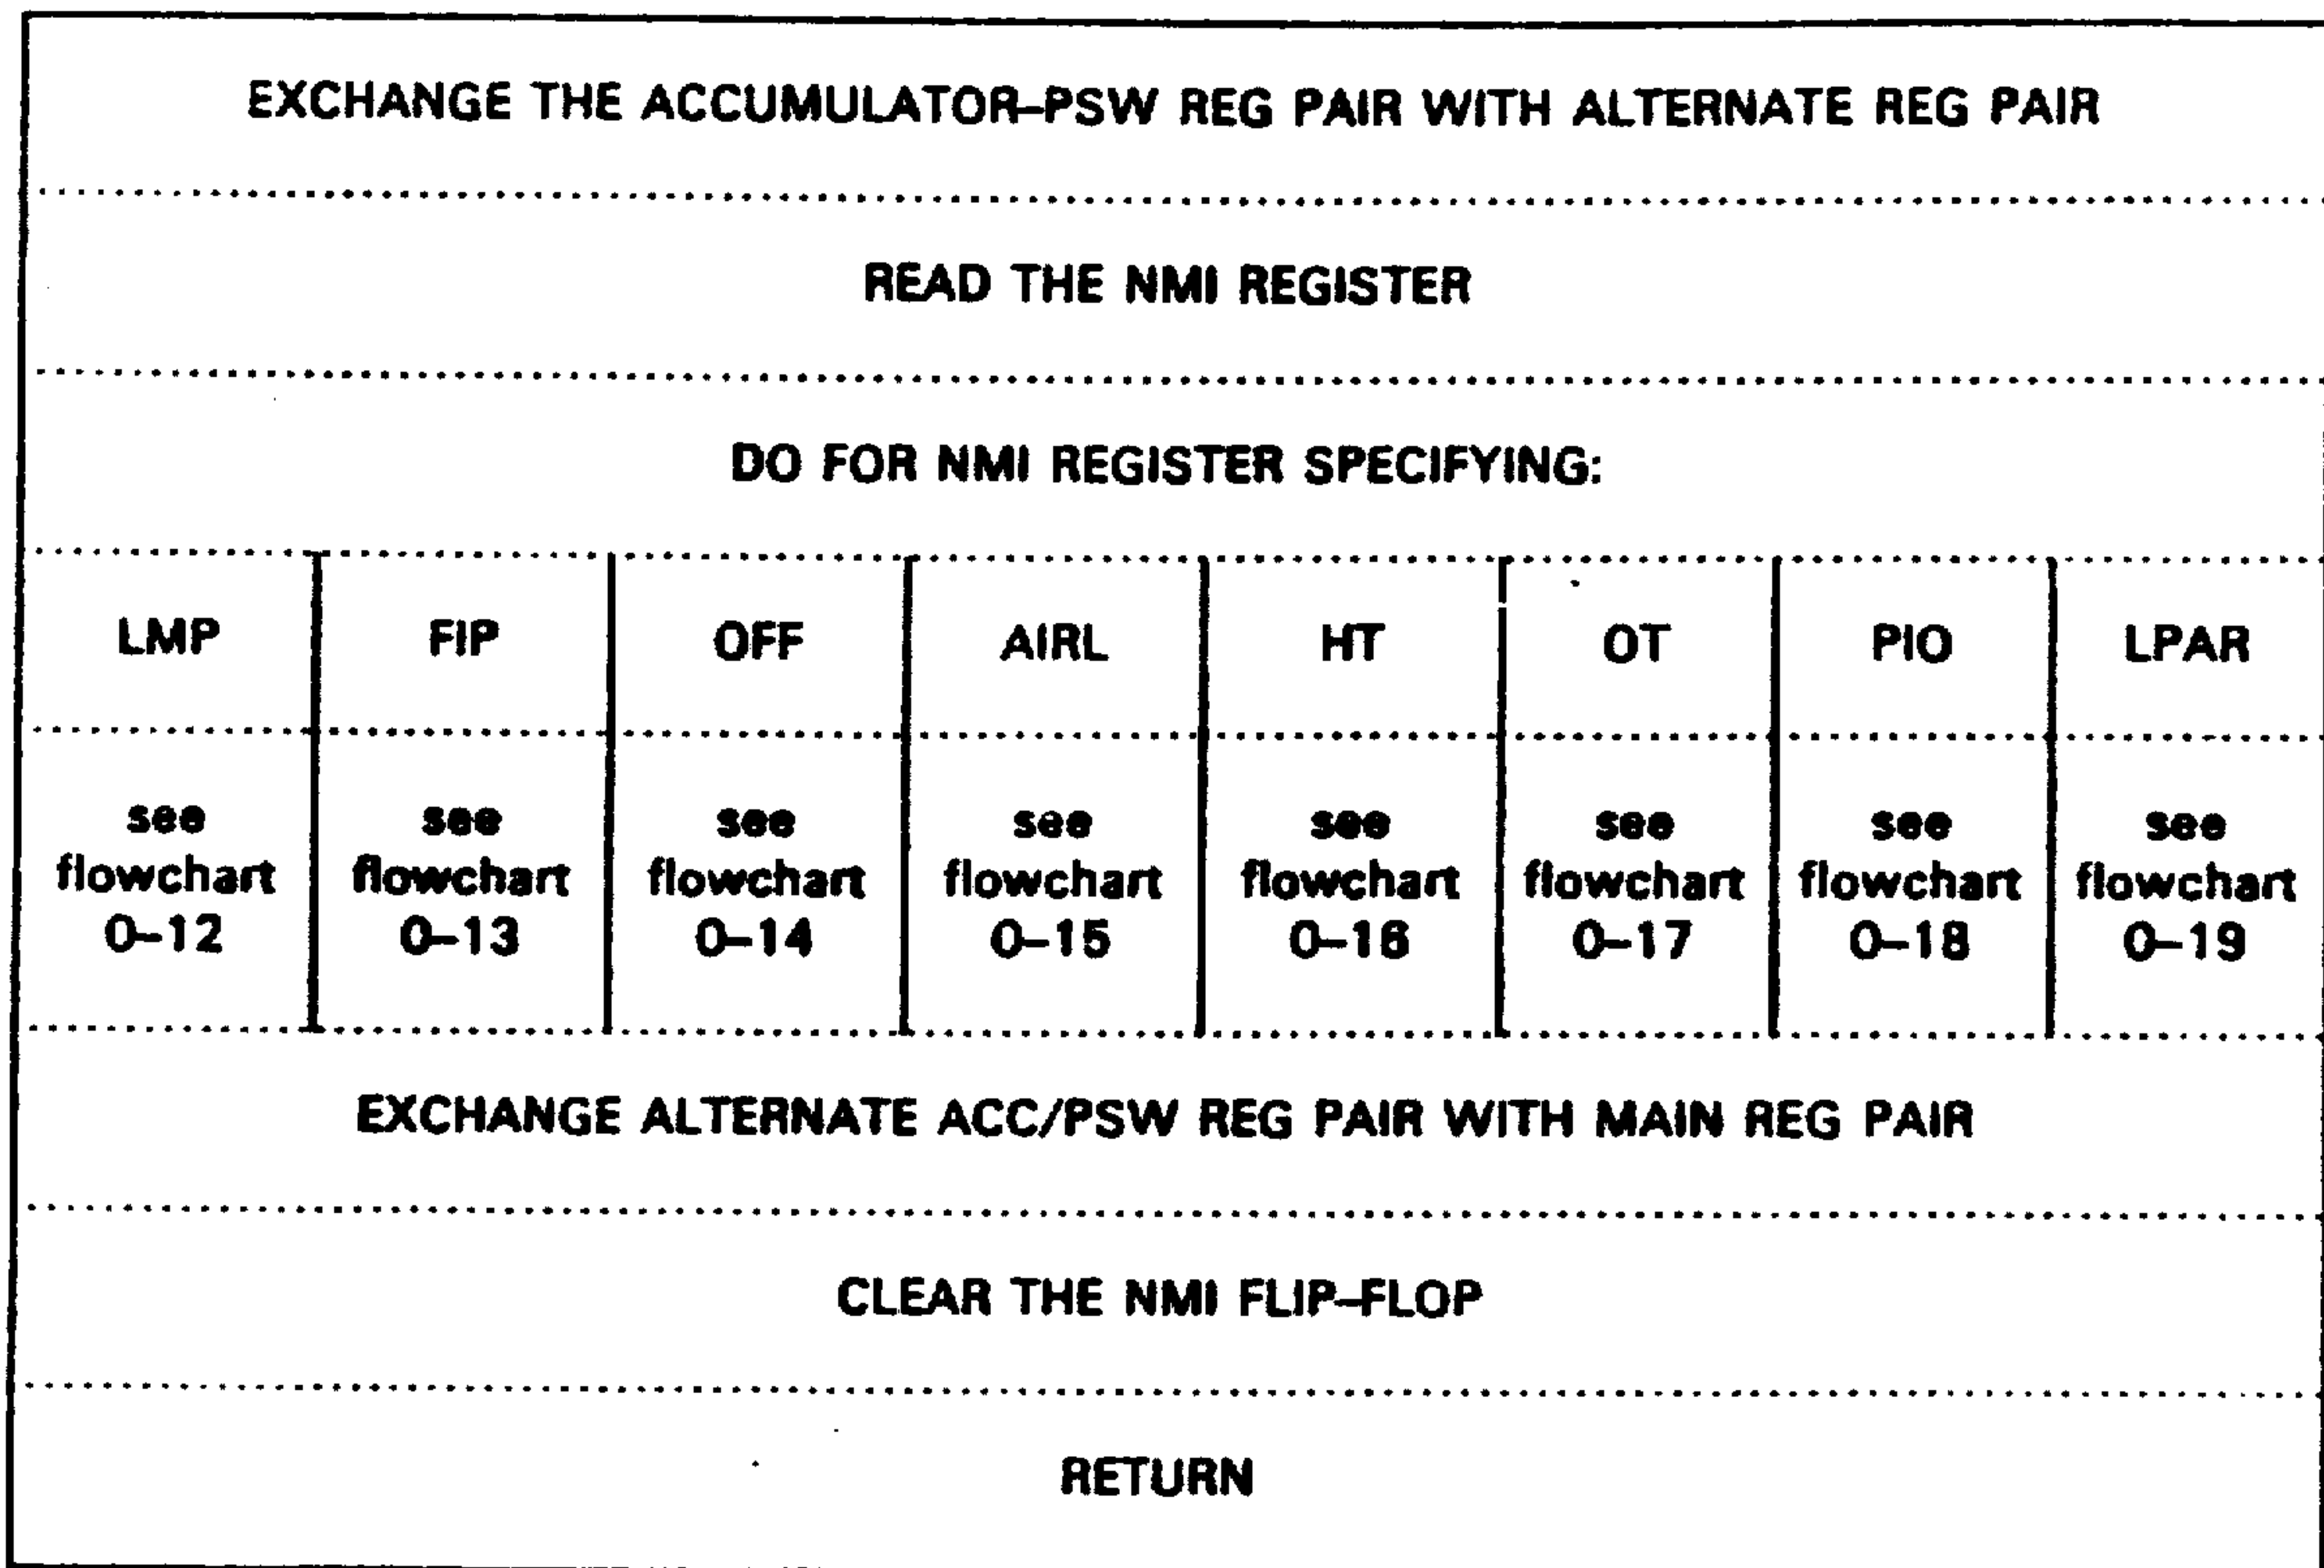 EXCHANGE THE ACCUMULATOR–PSW REG PAIR WITH ALTERNATE REG PAIR
READ THE NMI REGISTER
DO FOR NMI REGISTER SPECIFYING:
LMP FIP OFF AIRL HT OT PIO LPAR
see see see see see see see see
flowchart flowchart flowchart flowchart flowchart flowchart flowchart flowchart
0–12 0–13 0–14 0–15 0–16 0–17 0–18 0–19
EXCHANGE ALTERNATE ACC/PSW REG PAIR WITH MAIN REG PAIR
CLEAR THE NMI FLIP–FLOP
RETURN